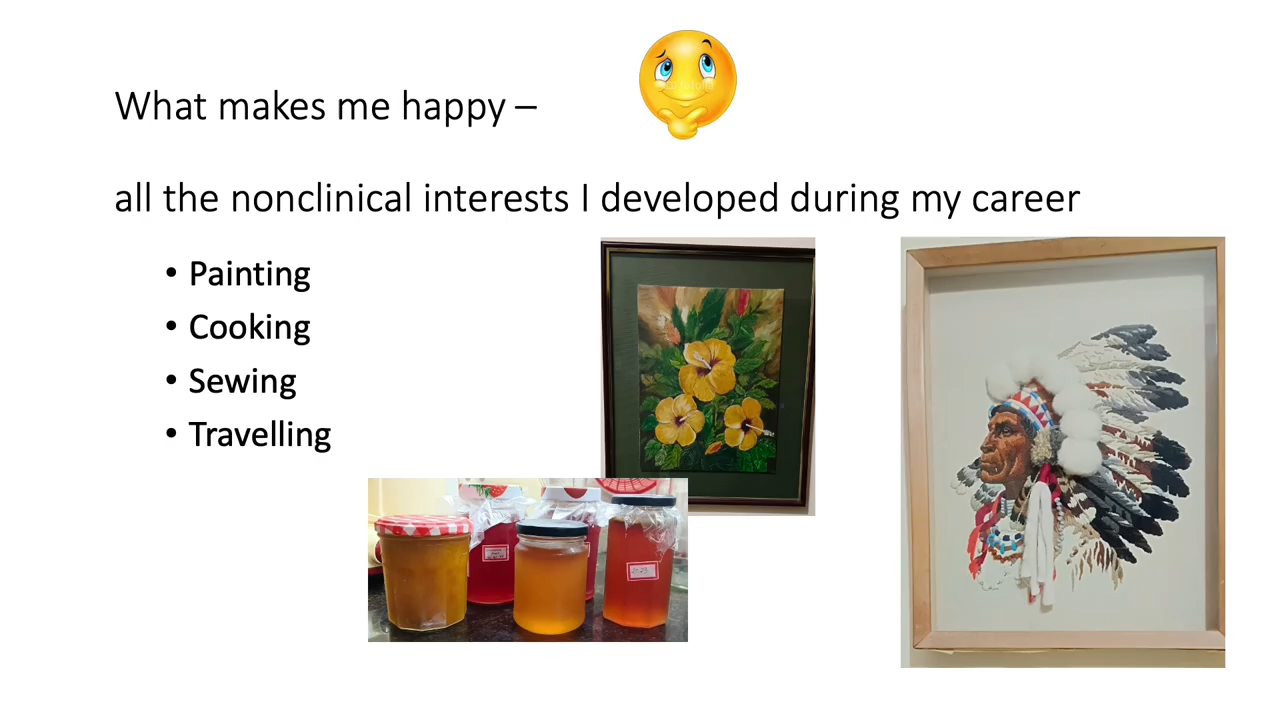 What makes me happy –
all the nonclinical interests I developed during my career
• Painting
• Cooking
• Sewing
• Travelling